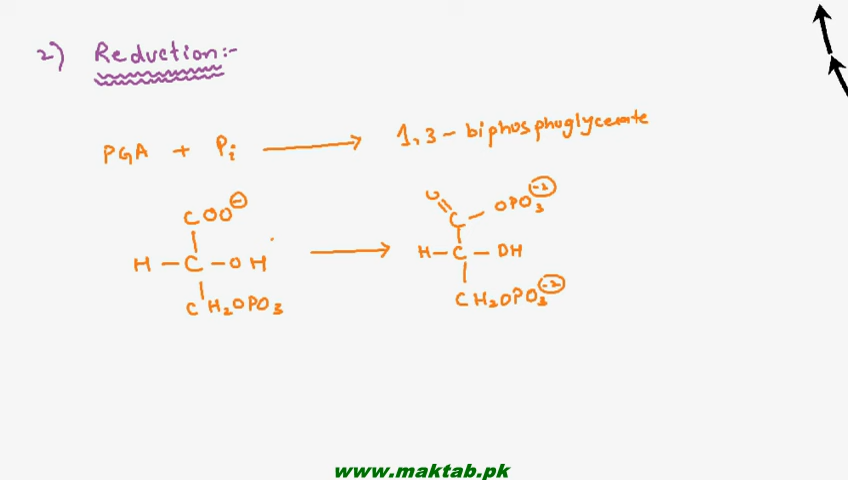 2) Reduction:-
PGA + Pi → 1,3-biphosphoglycerate
COO⁻
H-C-OH
CH₂OPO₃
→
O=C-OPO₃⁻²
H-C-OH
CH₂OPO₃⁻²
www.maktab.pk